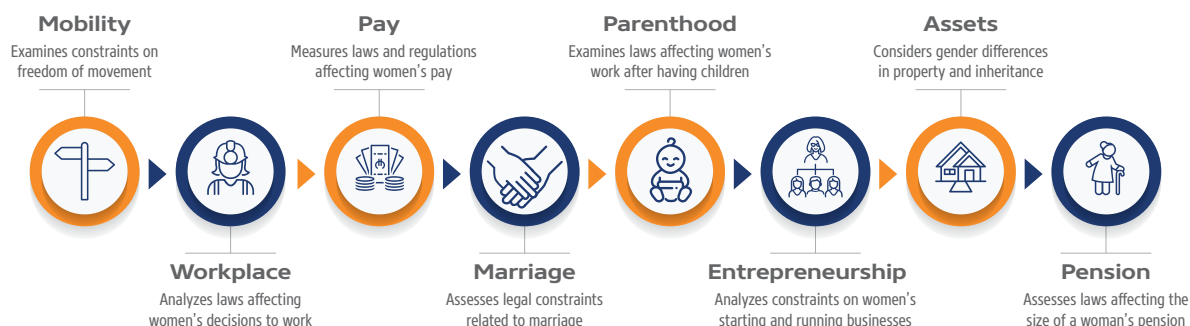 Mobility
Examines constraints on
freedom of movement
Pay
Measures laws and regulations
affecting women's pay
Parenthood
Examines laws affecting women's
work after having children
Assets
Considers gender differences
in property and inheritance
Workplace
Analyzes laws affecting
women's decisions to work
Marriage
Assesses legal constraints
related to marriage
Entrepreneurship
Analyzes constraints on women's
starting and running businesses
Pension
Assesses laws affecting the
size of a woman's pension